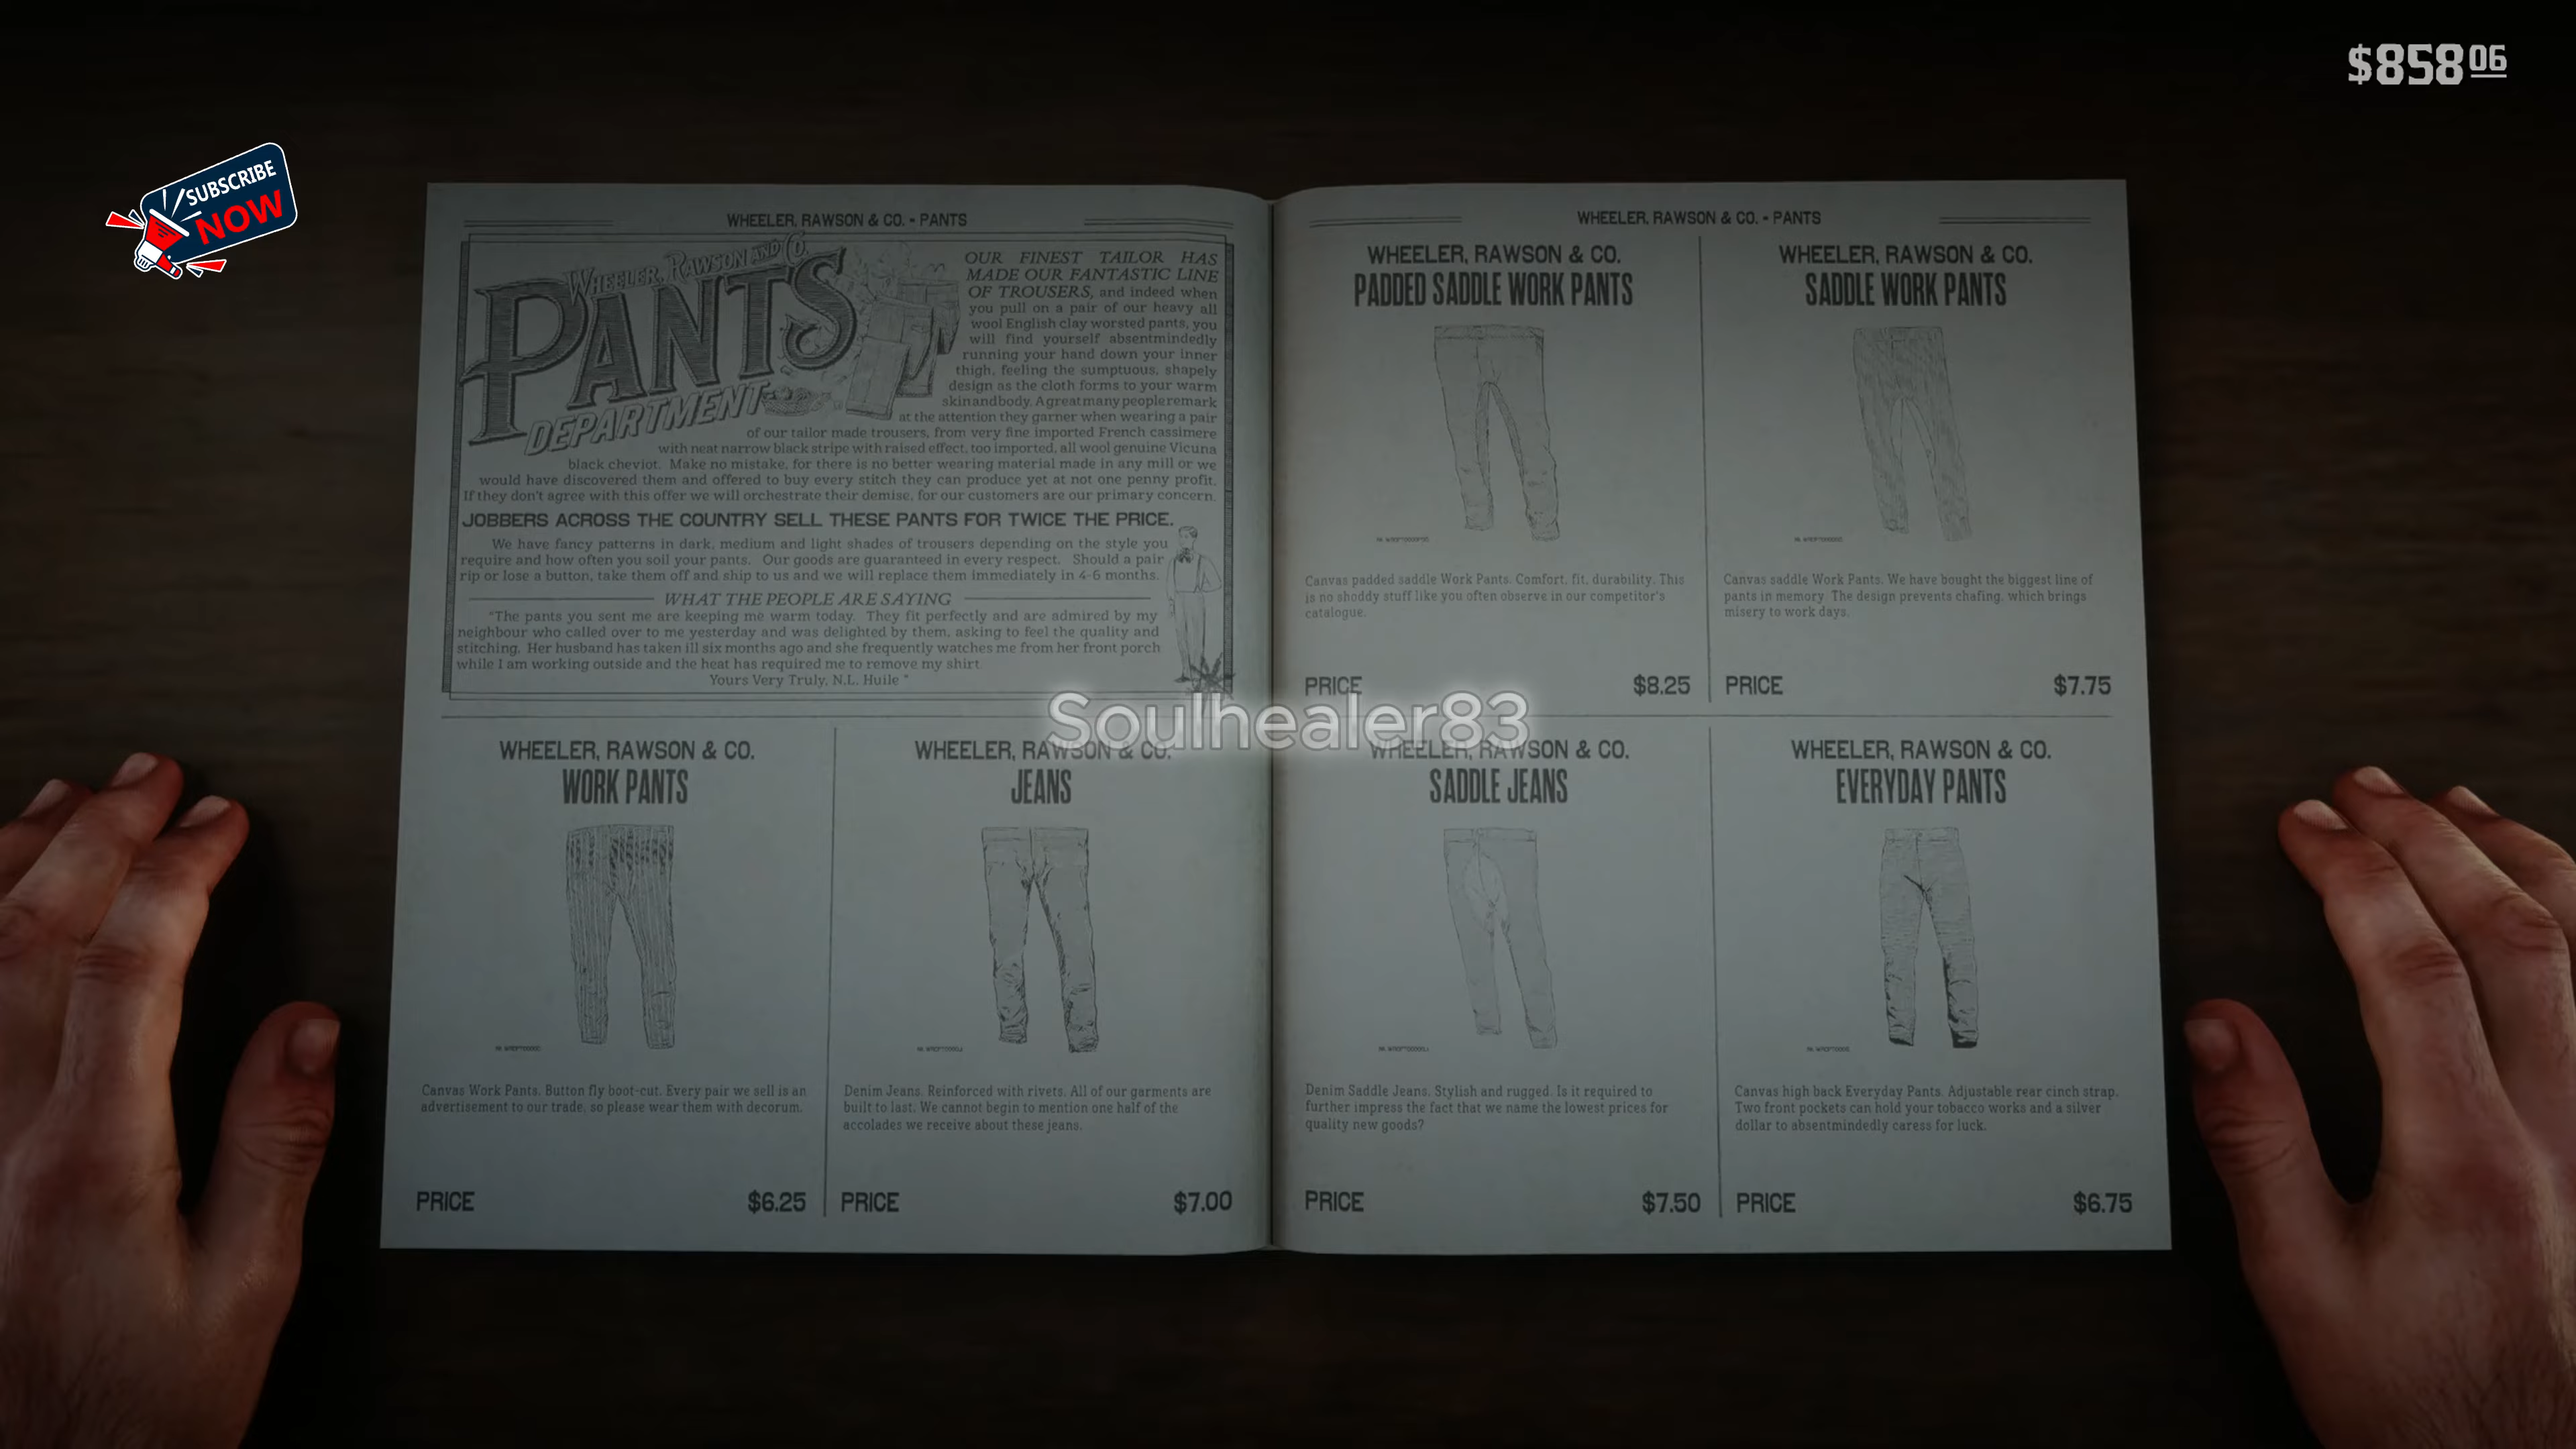 $858 06
SUBSCRIBE
NOW
WHEELER, RAWSON & CO. - PANTS
WHEELER, RAWSON AND CO.
PANTS
DEPARTMENT
OUR FINEST TAILOR HAS
MADE OUR FANTASTIC LINE
OF TROUSERS, and indeed when
you pull on a pair of our heavy all
wool English clay worsted pants, you
will find yourself absentmindedly
running your hand down your inner
thigh, feeling the sumptuous, shapely
design as the cloth forms to your warm
skin and body. A great many people remark
at the attention they garner when wearing a pair
of our tailor made trousers, from very fine imported French cassimere
with neat narrow black stripe with raised effect, too imported, all wool genuine Vicuna
black cheviot. Make no mistake, for there is no better wearing material made in any mill or we
would have discovered them and offered to buy every stitch they can produce yet at not one penny profit.
If they don't agree with this offer we will orchestrate their demise, for our customers are our primary concern.
JOBBERS ACROSS THE COUNTRY SELL THESE PANTS FOR TWICE THE PRICE.
We have fancy patterns in dark, medium and light shades of trousers depending on the style you
require and how often you soil your pants. Our goods are guaranteed in every respect. Should a pair
rip or lose a button, take them off and ship to us and we will replace them immediately in 4-6 months.
WHAT THE PEOPLE ARE SAYING
"The pants you sent me are keeping me warm today. They fit perfectly and are admired by my
neighbour who called over to me yesterday and was delighted by them, asking to feel the quality and
stitching. Her husband has taken ill six months ago and she frequently watches me from her front porch
while I am working outside and the heat has required me to remove my shirt
Yours Very Truly, N.L. Huile "
WHEELER, RAWSON & CO.
WORK PANTS
Canvas Work Pants. Button fly boot-cut. Every pair we sell is an
advertisement to our trade, so please wear them with decorum.
PRICE $6.25
WHEELER, RAWSON & CO.
JEANS
Denim Jeans. Reinforced with rivets. All of our garments are
built to last. We cannot begin to mention one half of the
accolades we receive about these jeans.
PRICE $7.00
WHEELER, RAWSON & CO. - PANTS
WHEELER, RAWSON & CO.
PADDED SADDLE WORK PANTS
Canvas padded saddle Work Pants. Comfort, fit, durability. This
is no shoddy stuff like you often observe in our competitor's
catalogue.
PRICE $8.25
WHEELER, RAWSON & CO.
SADDLE WORK PANTS
Canvas saddle Work Pants. We have bought the biggest line of
pants in memory. The design prevents chafing, which brings
misery to work days.
PRICE $7.75
Soulhealer83
WHEELER, RAWSON & CO.
SADDLE JEANS
Denim Saddle Jeans. Stylish and rugged. Is it required to
further impress the fact that we name the lowest prices for
quality new goods?
PRICE $7.50
WHEELER, RAWSON & CO.
EVERYDAY PANTS
Canvas high back Everyday Pants. Adjustable rear cinch strap.
Two front pockets can hold your tobacco works and a silver
dollar to absentmindedly caress for luck.
PRICE $6.75